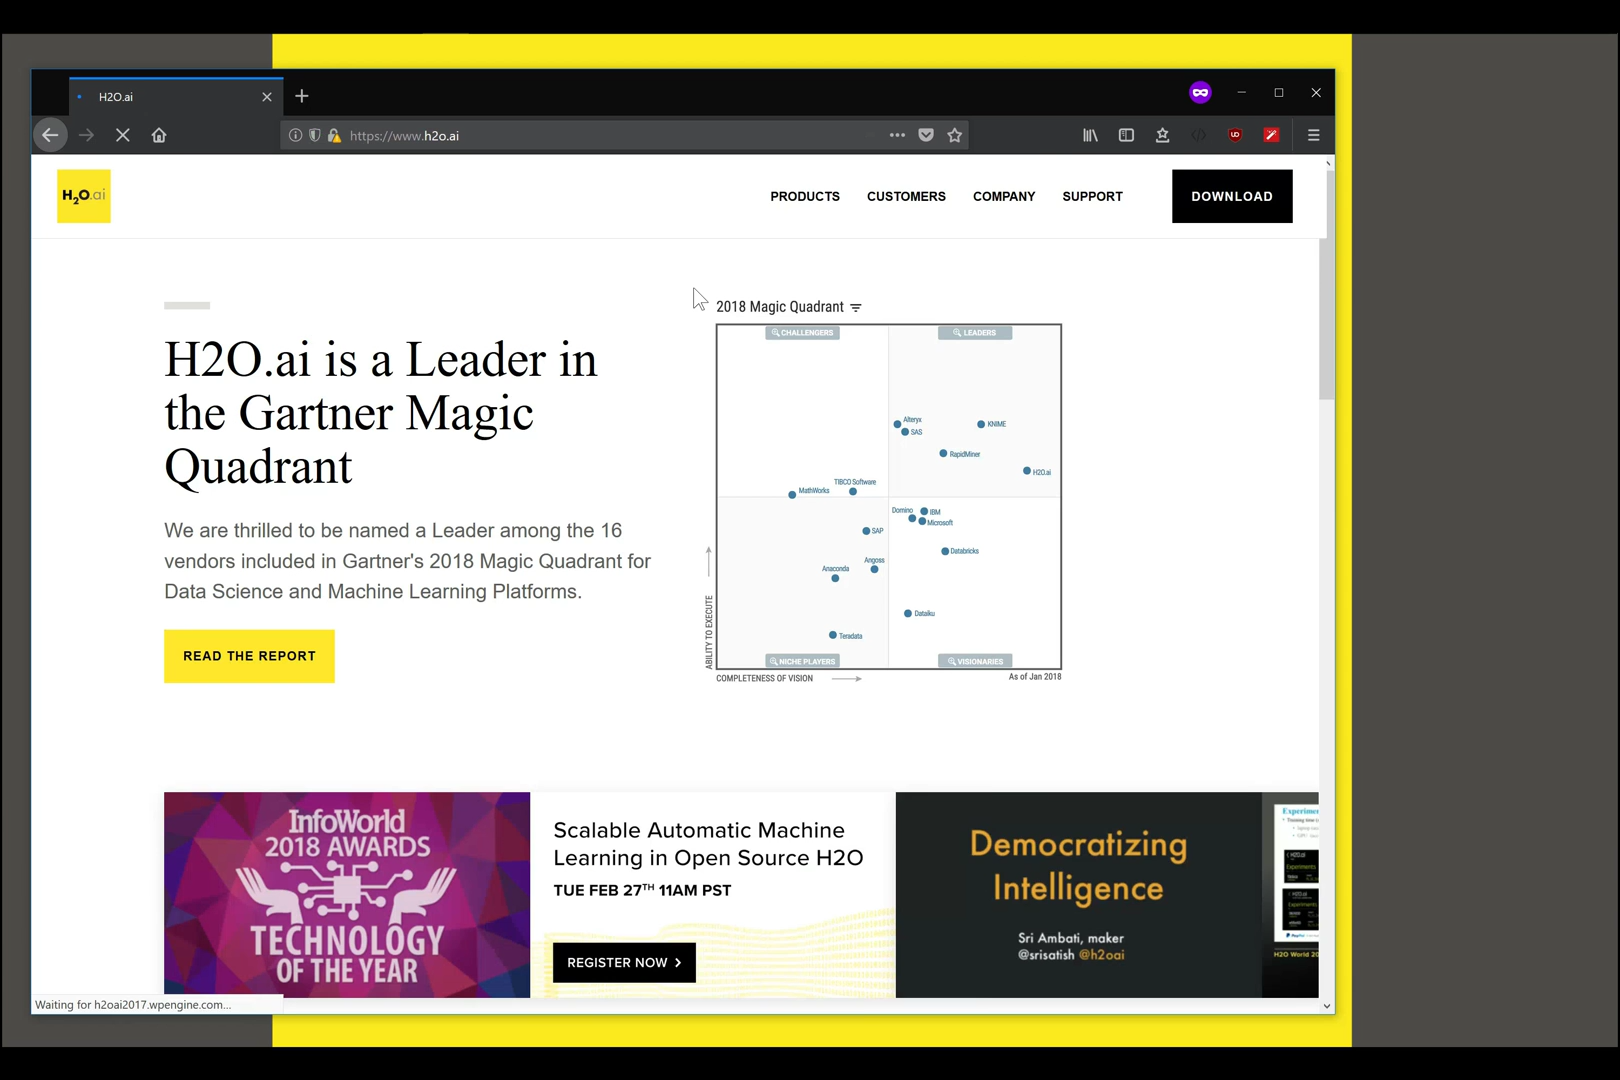 H2O.ai
https://www.h2o.ai
H2O.ai
PRODUCTS
CUSTOMERS
COMPANY
SUPPORT
DOWNLOAD
H2O.ai is a Leader in
the Gartner Magic
Quadrant
We are thrilled to be named a Leader among the 16
vendors included in Gartner's 2018 Magic Quadrant for
Data Science and Machine Learning Platforms.
READ THE REPORT
2018 Magic Quadrant
CHALLENGERS
LEADERS
Alteryx
SAS
KNIME
RapidMiner
H2O.ai
TIBCO Software
MathWorks
Domino
IBM
Microsoft
SAP
Databricks
Angoss
Anaconda
Dataiku
Teradata
NICHE PLAYERS
VISIONARIES
ABILITY TO EXECUTE
COMPLETENESS OF VISION
As of Jan 2018
InfoWorld
2018 AWARDS
TECHNOLOGY
OF THE YEAR
Scalable Automatic Machine
Learning in Open Source H2O
TUE FEB 27TH 11AM PST
REGISTER NOW
Democratizing
Intelligence
Sri Ambati, maker
@srisatish @h2oai
Waiting for h2oai2017.wpengine.com...